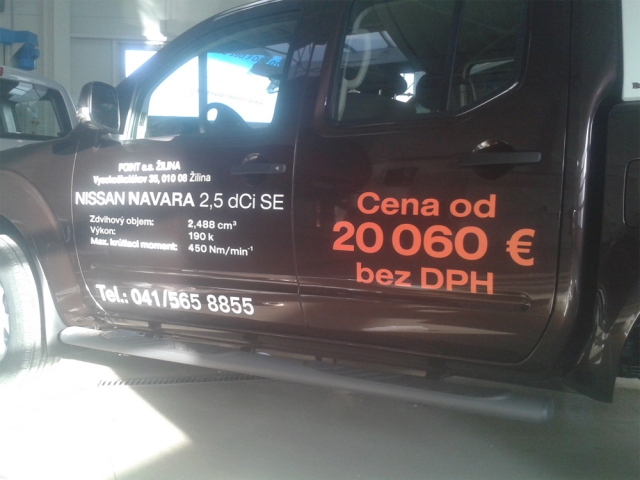 POINT a.s. ŽILINA
Vysokoškolákov 35, 010 08 Žilina
NISSAN NAVARA 2,5 dCi SE
Zdvihový objem: 2,488 cm³
Výkon: 190 k
Max. krútiaci moment: 450 Nm/min⁻¹
Tel.: 041/565 8855
Cena od
20 060 €
bez DPH